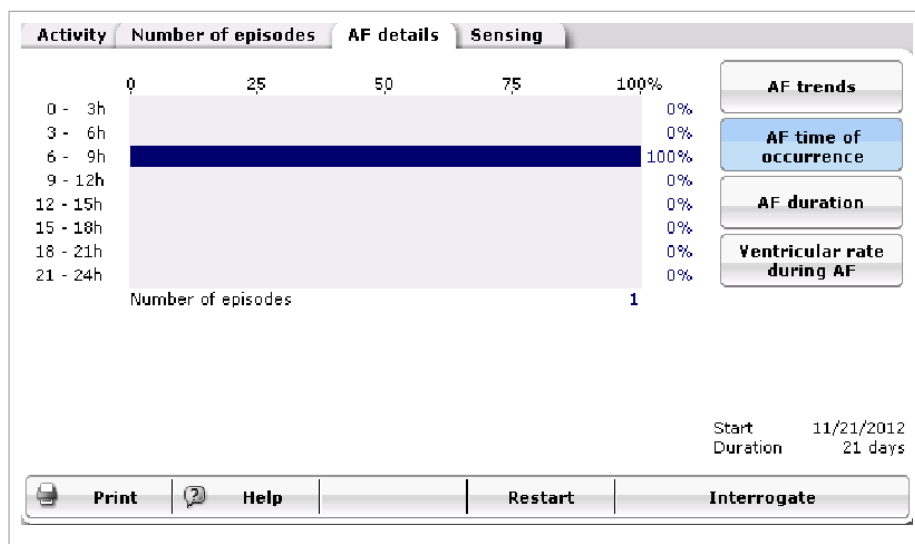 Activity Number of episodes AF details Sensing
0 25 50 75 100%
0 - 3h 0%
3 - 6h 0%
6 - 9h 100%
9 - 12h 0%
12 - 15h 0%
15 - 18h 0%
18 - 21h 0%
21 - 24h 0%
Number of episodes 1
AF trends
AF time of
occurrence
AF duration
Ventricular rate
during AF
Start 11/21/2012
Duration 21 days
Print Help Restart Interrogate